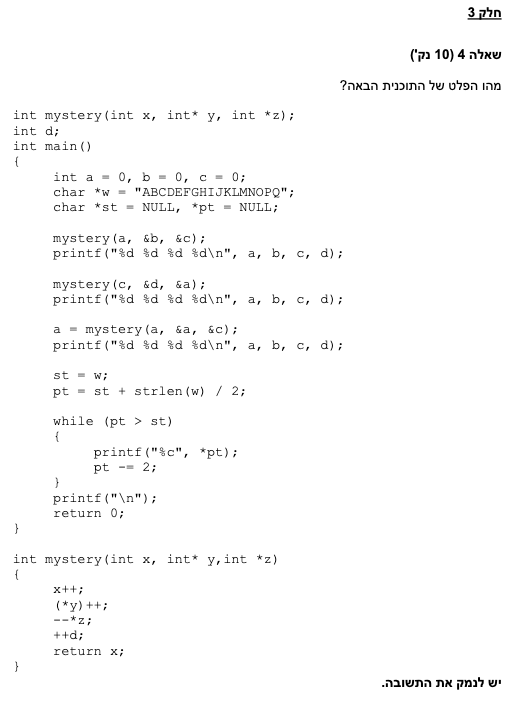 חלק 3
שאלה 4 (10 נק')
מהו הפלט של התוכנית הבאה?
int mystery(int x, int* y, int *z);
int d;
int main()
{
int a = 0, b = 0, c = 0;
char *w = "ABCDEFGHIJKLMNOPQ";
char *st = NULL, *pt = NULL;
mystery(a, &b, &c);
printf("%d %d %d %d\n", a, b, c, d);
mystery(c, &d, &a);
printf("%d %d %d %d\n", a, b, c, d);
a = mystery(a, &a, &c);
printf("%d %d %d %d\n", a, b, c, d);
st = w;
pt = st + strlen(w) / 2;
while (pt > st)
{
printf("%c", *pt);
pt -= 2;
}
printf("\n");
return 0;
}
int mystery(int x, int* y,int *z)
{
x++;
(*y)++;
--*z;
++d;
return x;
}
יש לנמק את התשובה.